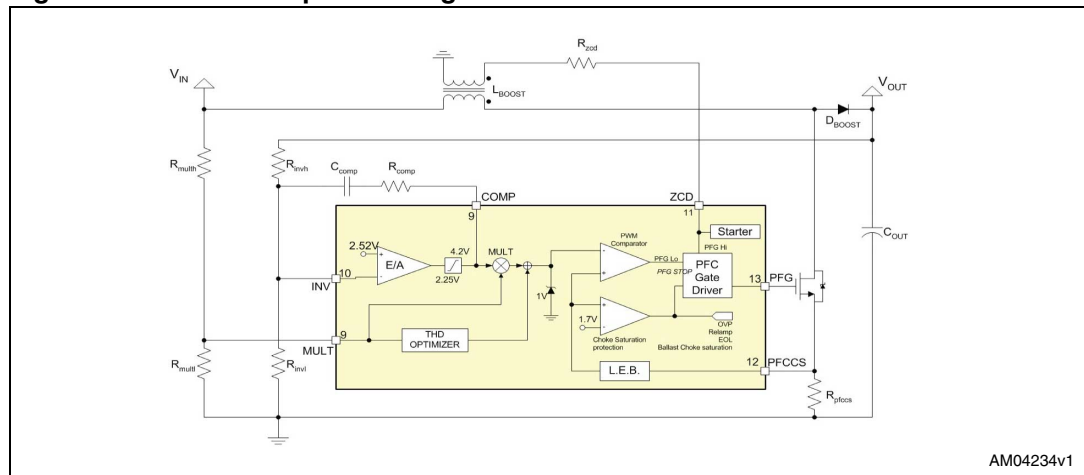 R_zcd
V_IN
L_BOOST
V_OUT
D_BOOST
R_multh
R_invh
C_comp
R_comp
COMP
ZCD
9
11
Starter
C_OUT
2.52V
4.2V
MULT
PWM
Comparator
PFG Hi
E/A
PFG Lo
PFG STOP
PFC
Gate
Driver
13
PFG
2.25V
10
INV
1V
1.7V
OVP
Relamp
EOL
Ballast Choke saturation
Choke Saturation
protection
9
MULT
THD
OPTIMIZER
L.E.B.
12
PFCCS
R_multl
R_invl
R_pfccs
AM04234v1